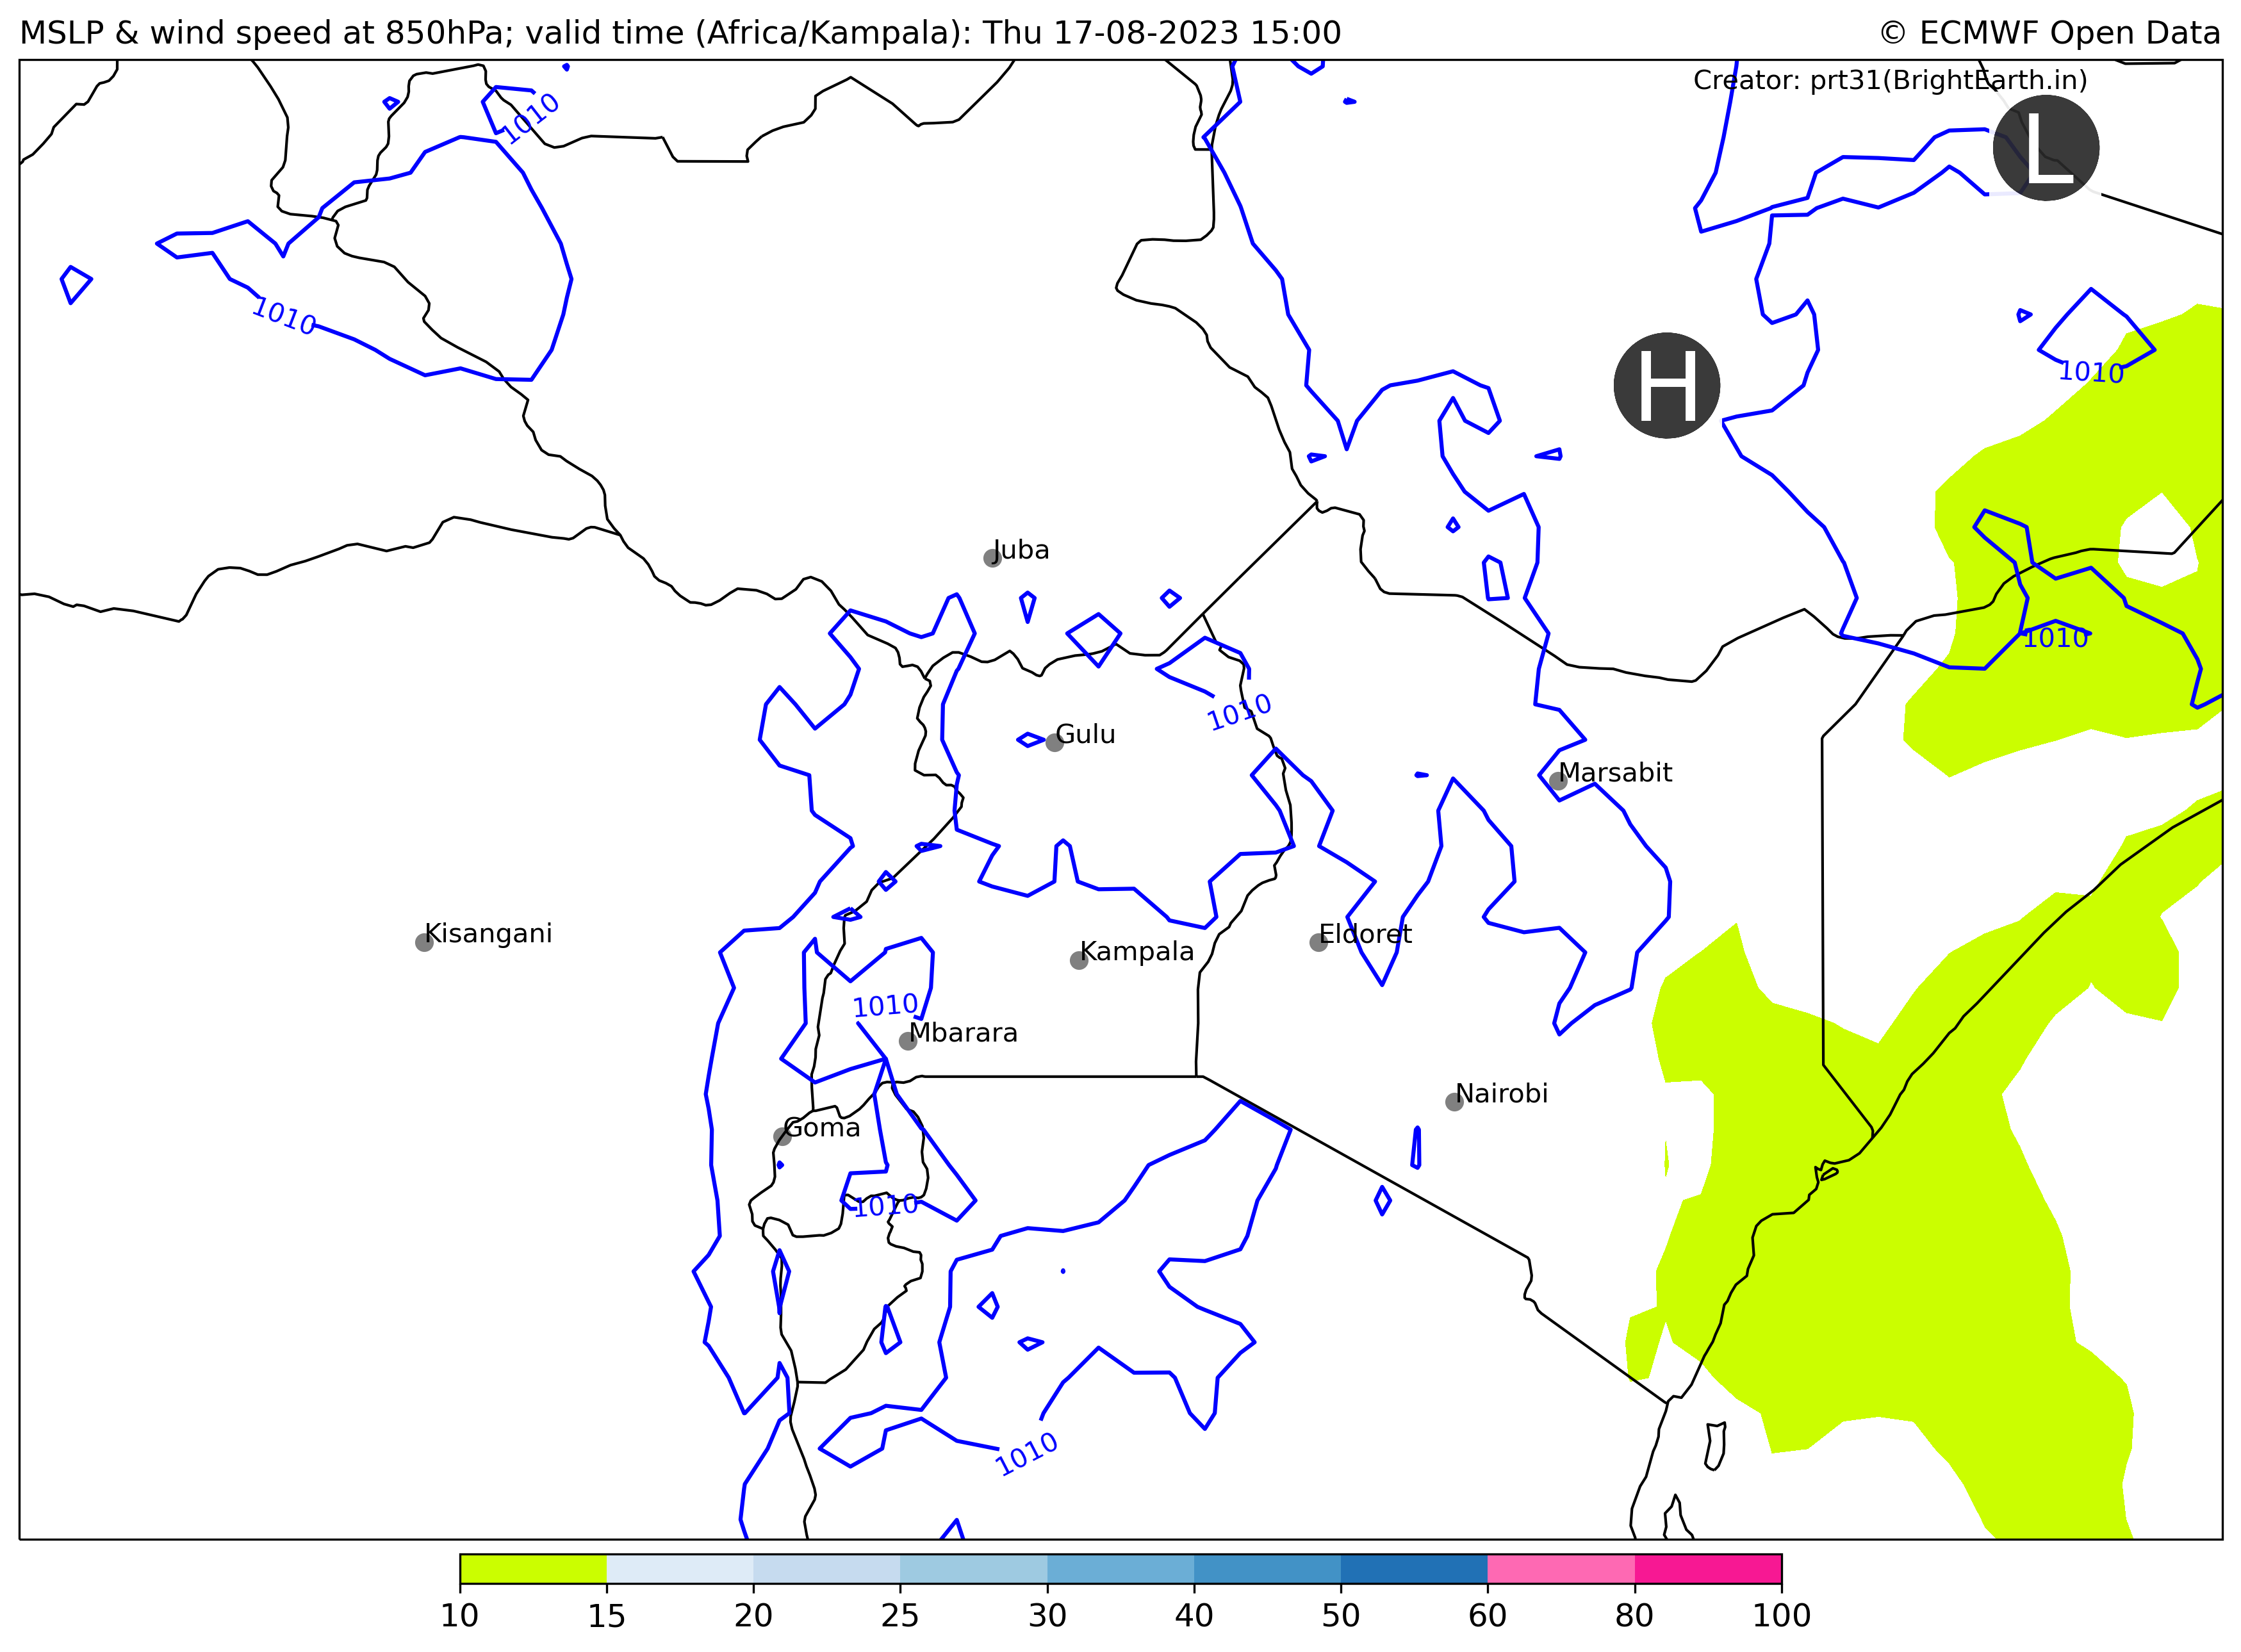 MSLP & wind speed at 850hPa; valid time (Africa/Kampala): Thu 17-08-2023 15:00
© ECMWF Open Data
Creator: prt31(BrightEarth.in)
1010
L
1010
H
1010
Juba
1010
1010
Gulu
Marsabit
Kisangani
Eldoret
Kampala
1010
Mbarara
Nairobi
Goma
1010
1010
10 15 20 25 30 40 50 60 80 100